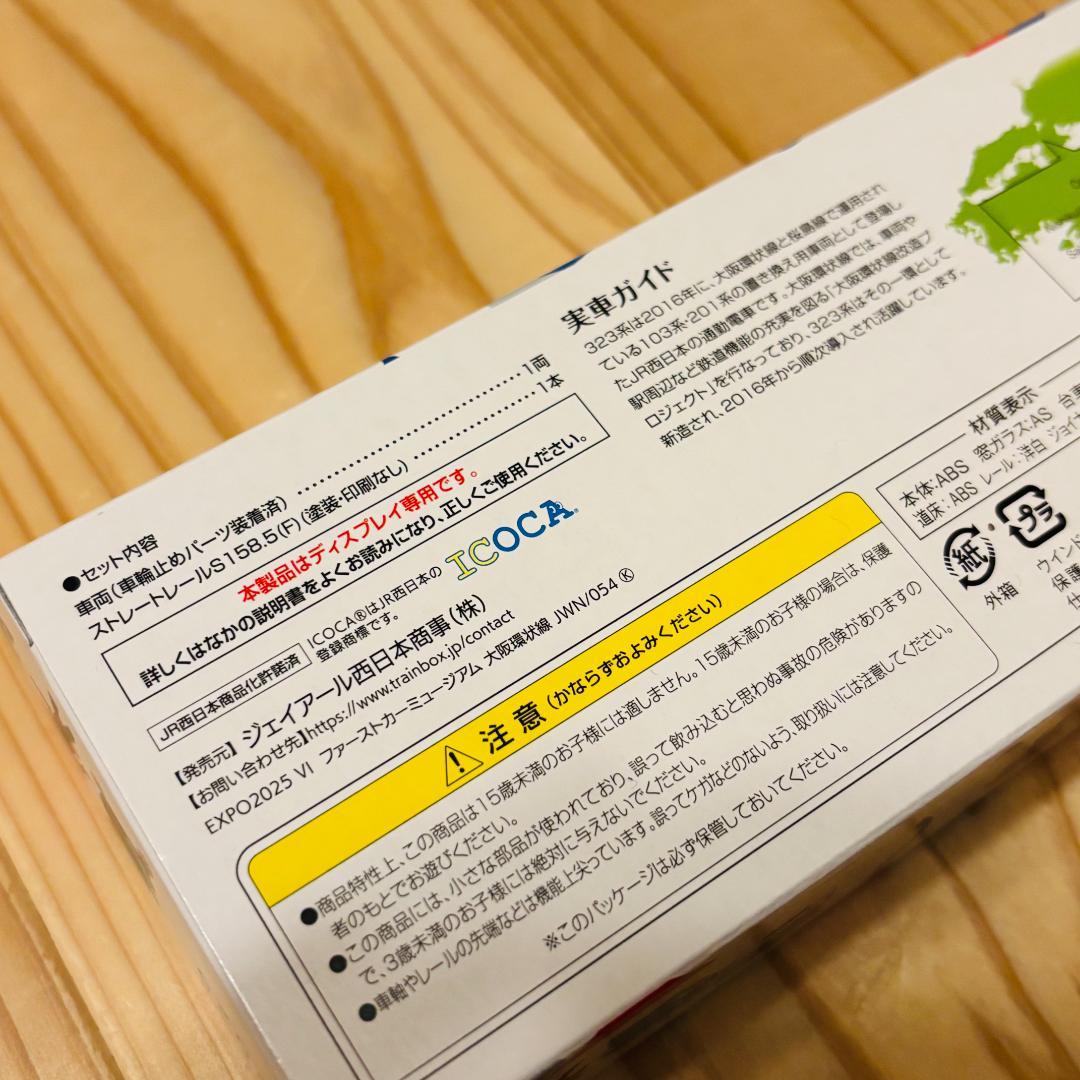 ●セット内容
車両(車輪止めパーツ装着済) ……………………………1両
ストレートレールS158.5(F)(塗装・印刷なし) ………………1本
本製品はディスプレイ専用です。
詳しくはなかの説明書をよくお読みになり、正しくご使用ください。
JR西日本商品化許諾済
ICOCA®はJR西日本の
登録商標です。
ICOCA®
【発売元】 ジェイアール西日本商事(株)
【お問い合わせ先】https://www.trainbox.jp/contact
EXPO2025 VI ファーストカーミュージアム 大阪環状線 JWN/054 Ⓚ
実車ガイド
323系は2016年に、大阪環状線と桜島線で運用され
ている103系・201系の置き換え用車両として登場し
たJR西日本の通勤電車です。大阪環状線では、車両や
駅周辺など鉄道機能の充実を図る「大阪環状線改造プ
ロジェクト」を行なっており、323系はその一環として
新造され、2016年から順次導入され活躍しています。
材質表示
本体:ABS 窓ガラス:AS 台
道床:ABS レール:洋白 ジョイ
紙
外箱
プラ
ウインド
保護
サ
⚠ 注意(かならずおよみください)
●商品特性上、この商品は15歳未満のお子様には適しません。15歳未満のお子様の場合は、保護
者のもとでお遊びください。
●この商品には、小さな部品が使われており、誤って飲み込むと思わぬ事故の危険がありますの
で、3歳未満のお子様には絶対に与えないでください。
●車軸やレールの先端などは機能上尖っています。誤ってケガなどのないよう、取り扱いには注意してください。
※このパッケージは必ず保管しておいてください。